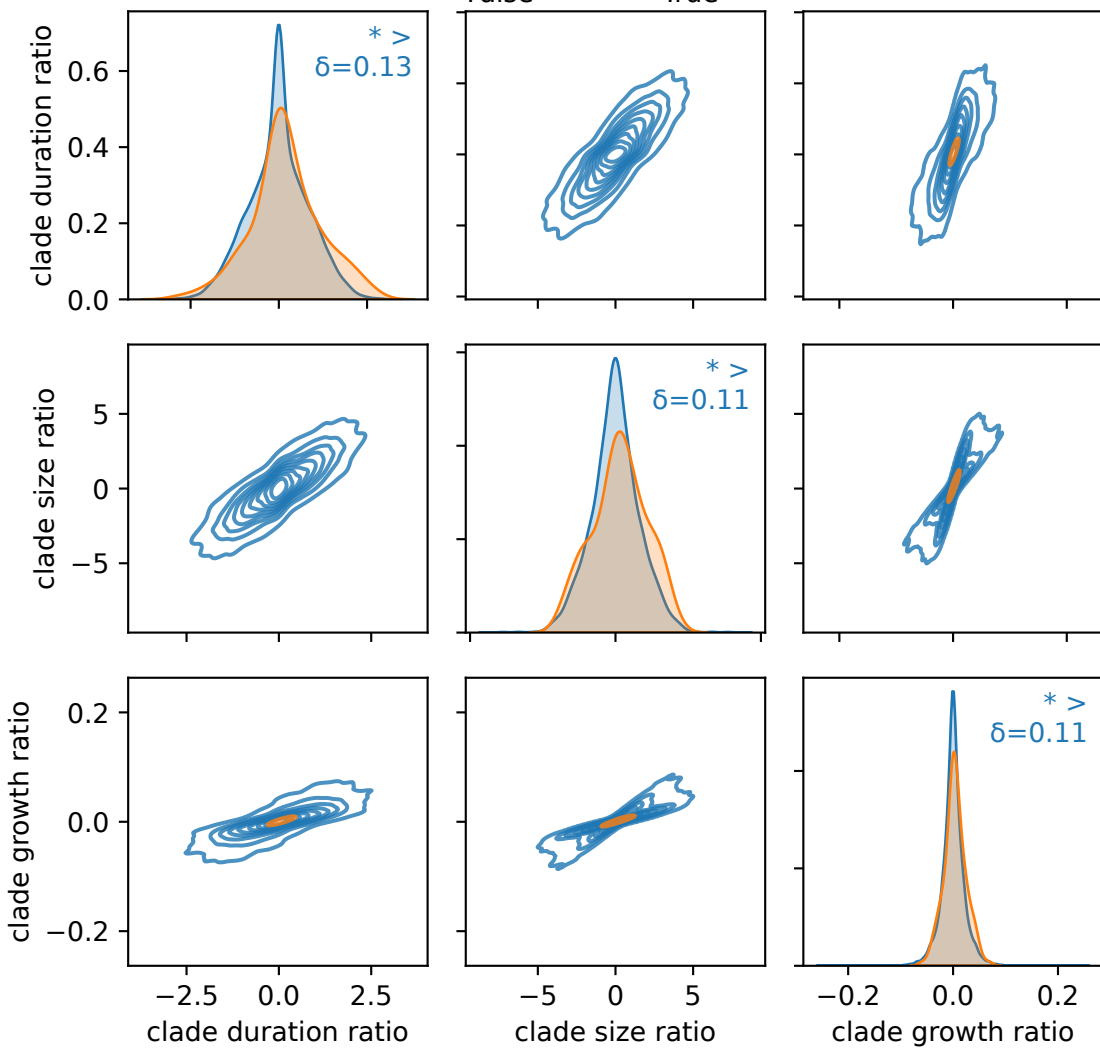 False True
clade duration ratio
0.6
0.4
0.2
0.0
* >
δ=0.13
clade size ratio
5
0
−5
* >
δ=0.11
clade growth ratio
0.2
0.0
−0.2
* >
δ=0.11
−2.5 0.0 2.5
−5 0 5
−0.2 0.0 0.2
clade duration ratio
clade size ratio
clade growth ratio